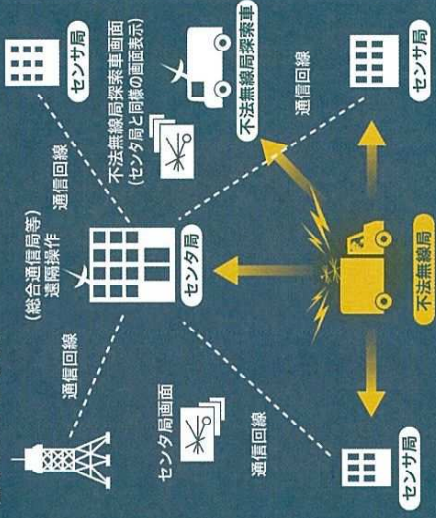 (総合通信局等)
遠隔操作
通信回線
通信回線
センサ局
センタ局
不法無線局探索車画面
(センタ局と同様の画面表示)
不法無線局探索車
センタ局画面
通信回線
通信回線
センサ局
不法無線局
センサ局